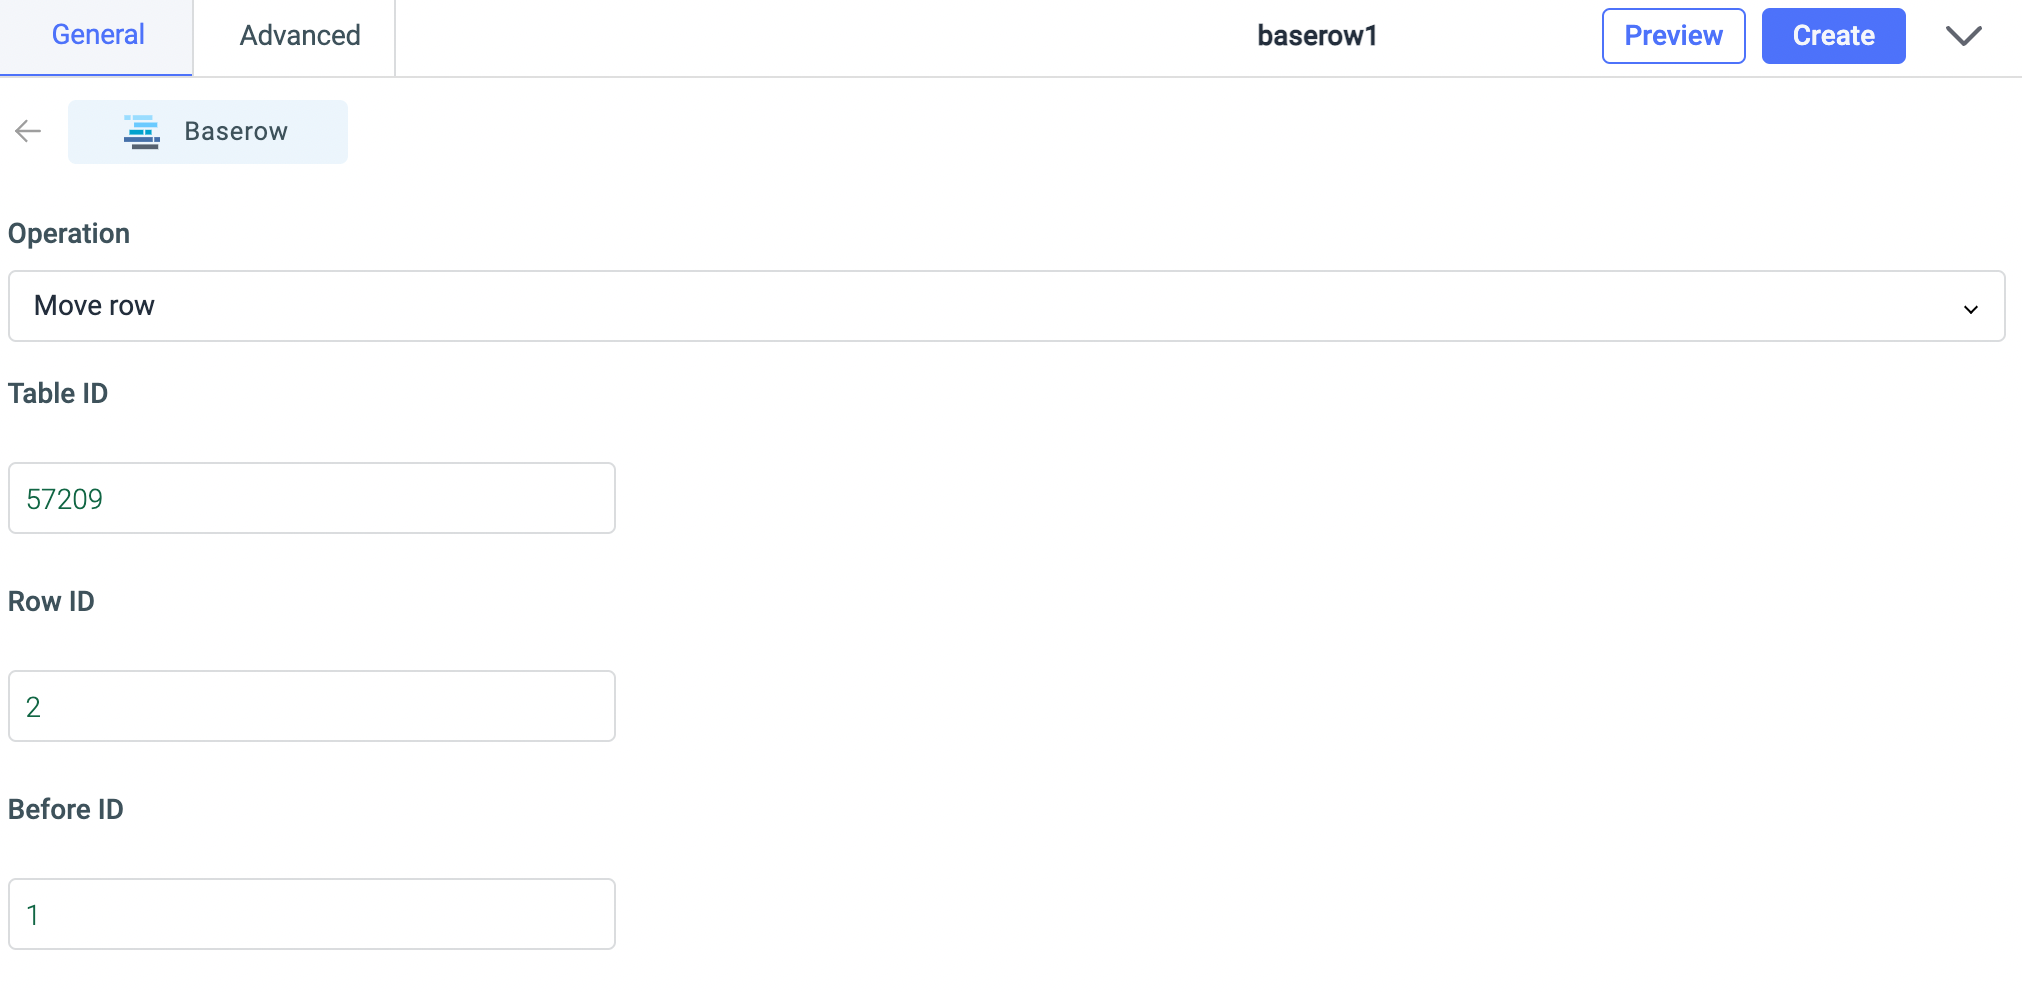 General Advanced baserow1 Preview Create
Baserow
Operation
Move row
Table ID
57209
Row ID
2
Before ID
1